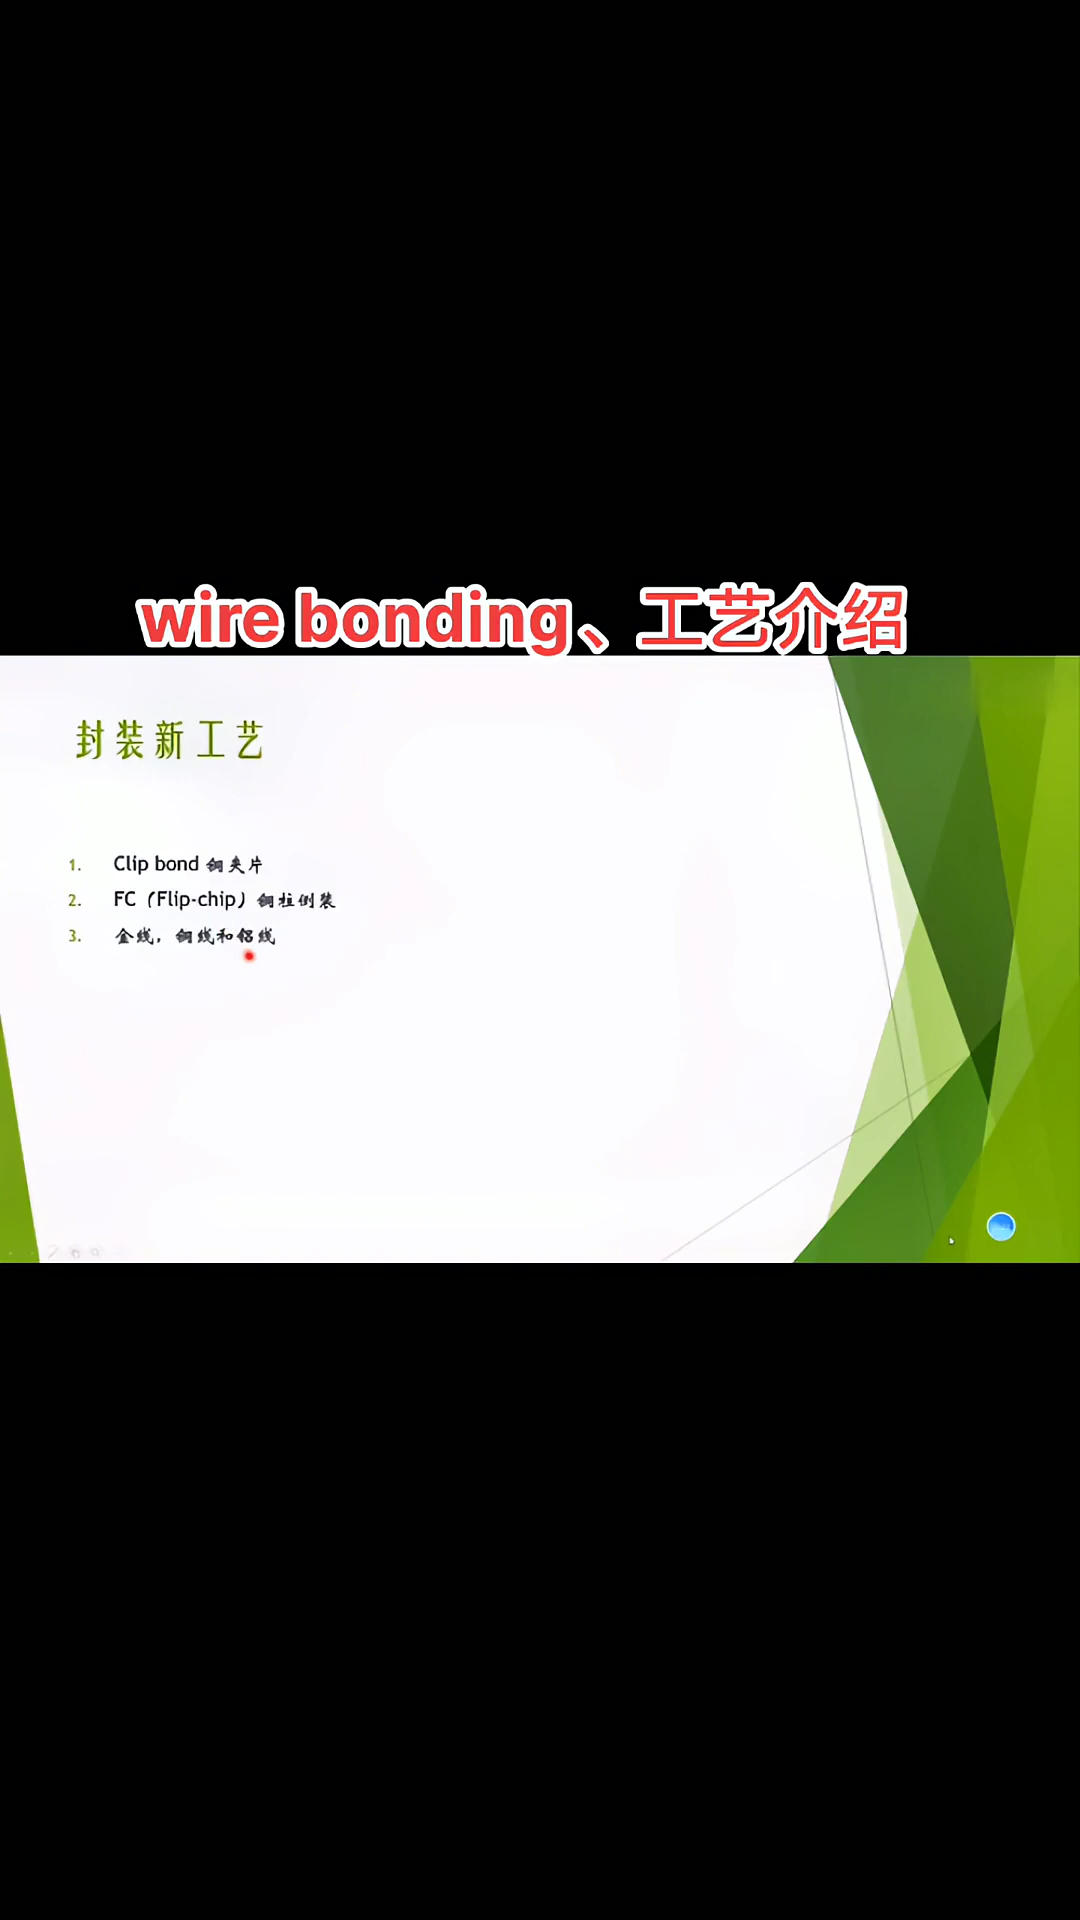 wire bonding、工艺介绍
封装新工艺
1. Clip bond 铜夹片
2. FC（Flip-chip）铜柱倒装
3. 金线，铜线和铝线